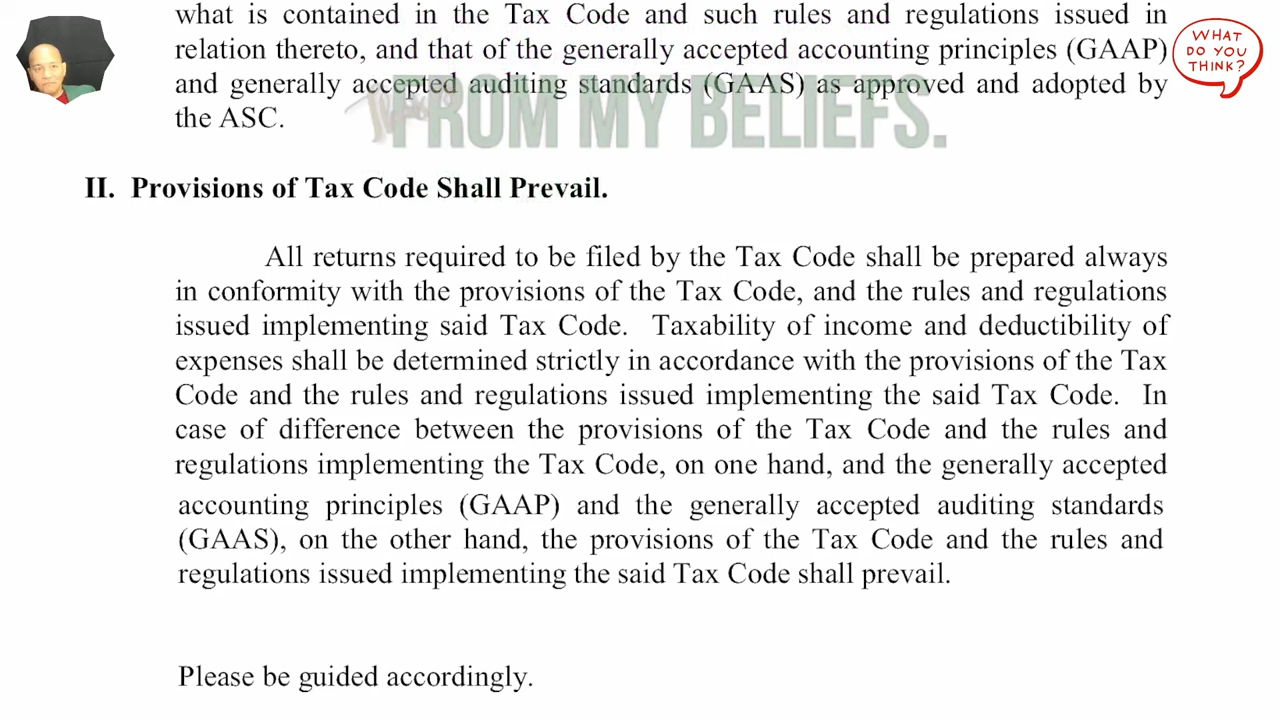 what is contained in the Tax Code and such rules and regulations issued in
relation thereto, and that of the generally accepted accounting principles (GAAP)
and generally accepted auditing standards (GAAS) as approved and adopted by
the ASC.
WHAT
DO YOU
THINK?
FROM MY BELIEFS.
II. Provisions of Tax Code Shall Prevail.
All returns required to be filed by the Tax Code shall be prepared always
in conformity with the provisions of the Tax Code, and the rules and regulations
issued implementing said Tax Code. Taxability of income and deductibility of
expenses shall be determined strictly in accordance with the provisions of the Tax
Code and the rules and regulations issued implementing the said Tax Code. In
case of difference between the provisions of the Tax Code and the rules and
regulations implementing the Tax Code, on one hand, and the generally accepted
accounting principles (GAAP) and the generally accepted auditing standards
(GAAS), on the other hand, the provisions of the Tax Code and the rules and
regulations issued implementing the said Tax Code shall prevail.
Please be guided accordingly.